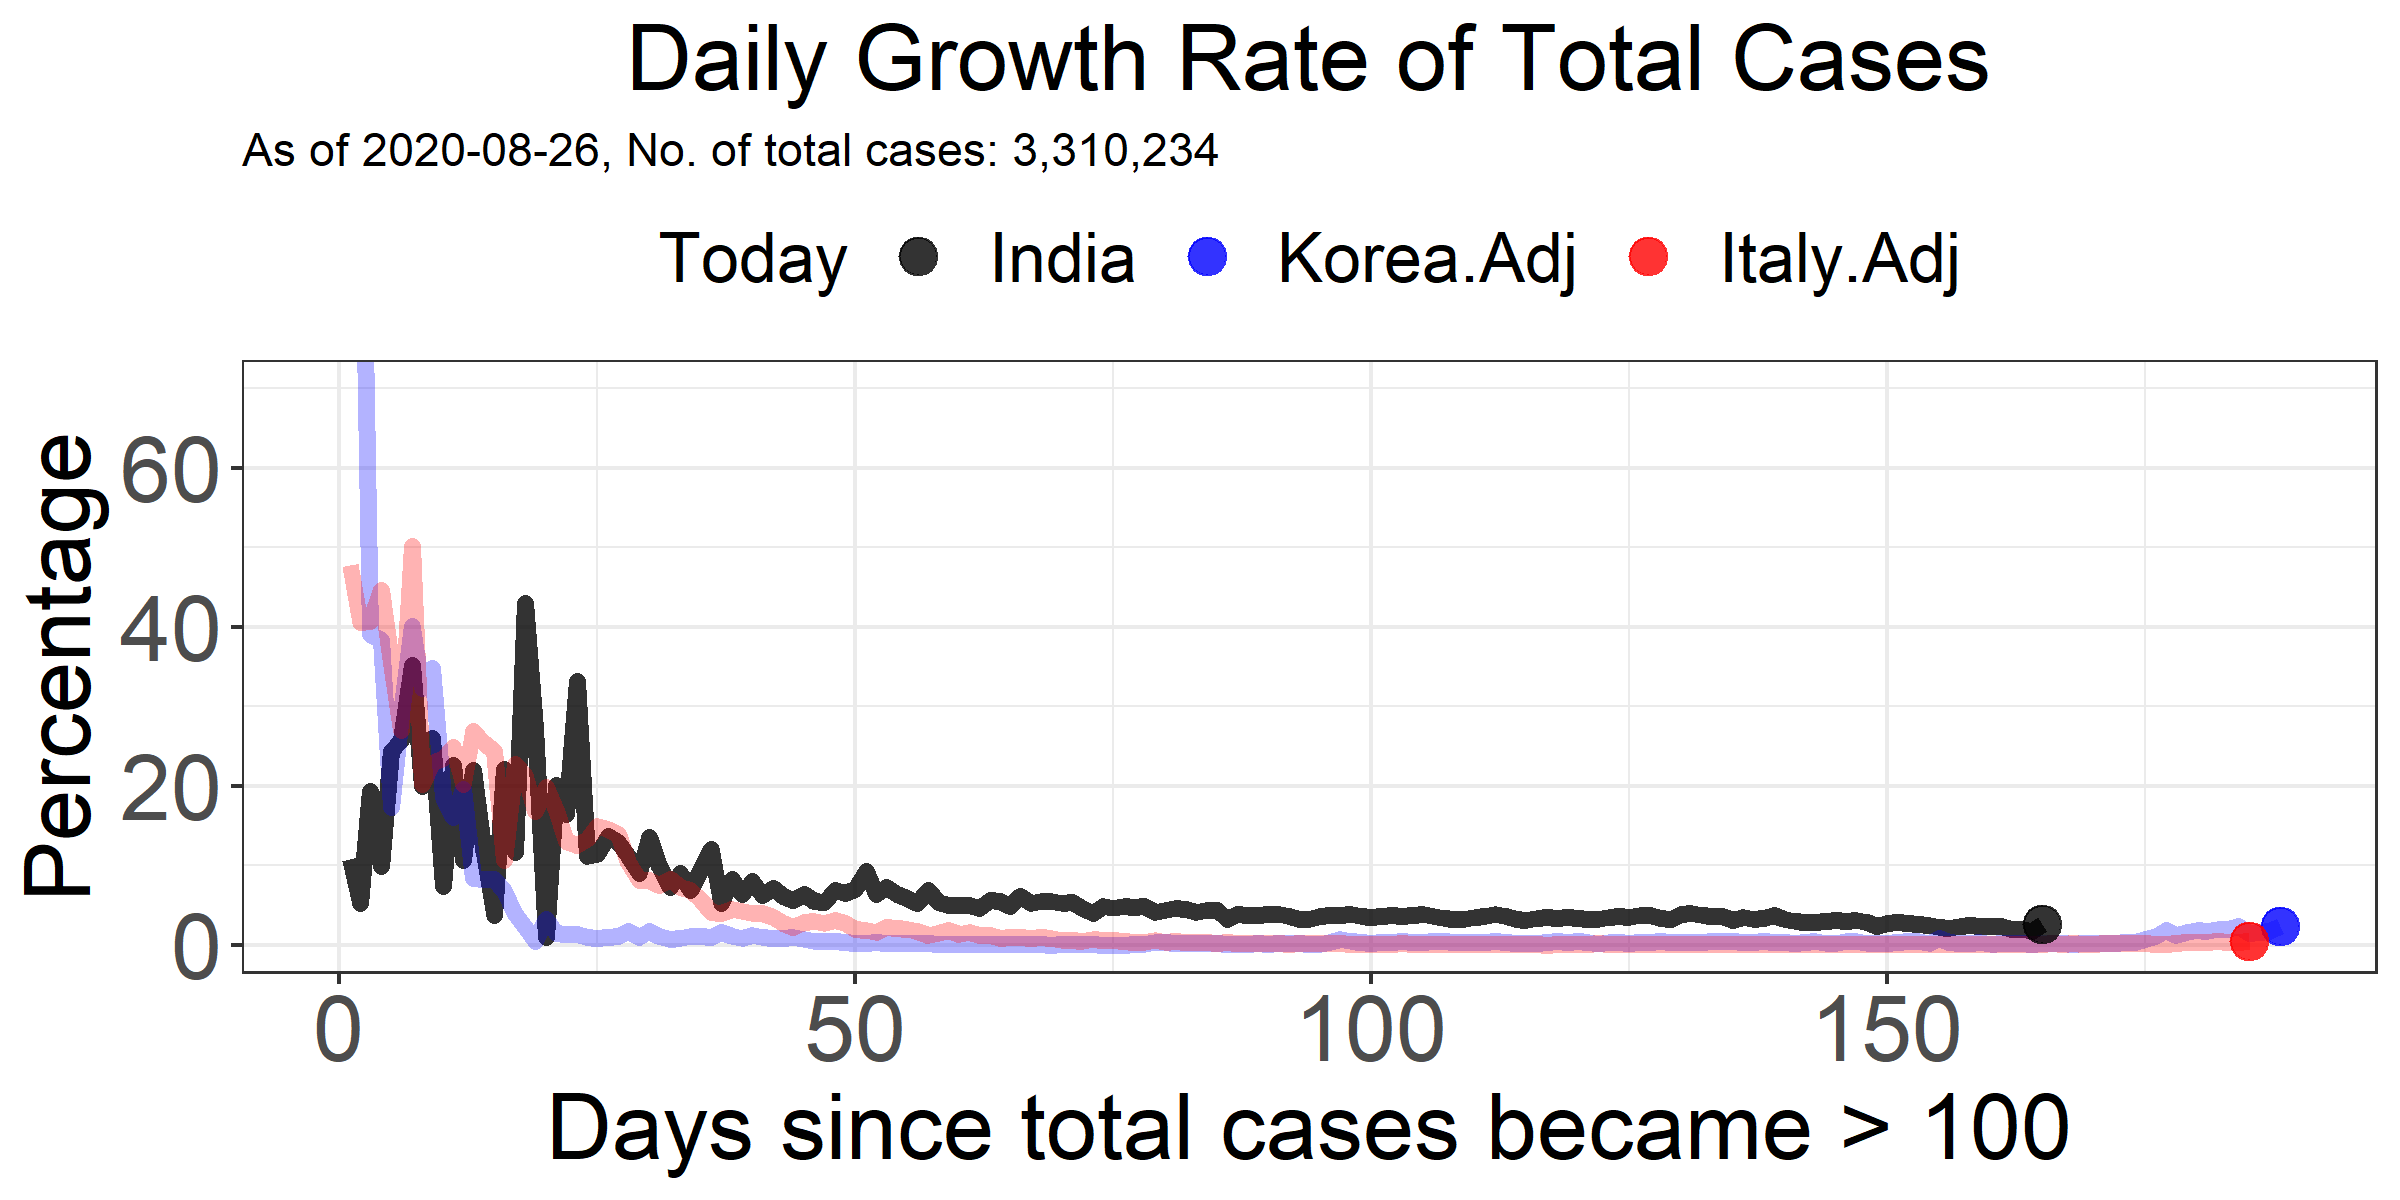 Daily Growth Rate of Total Cases
As of 2020-08-26, No. of total cases: 3,310,234
Today India Korea.Adj Italy.Adj
Percentage
60
40
20
0
0 50 100 150
Days since total cases became > 100